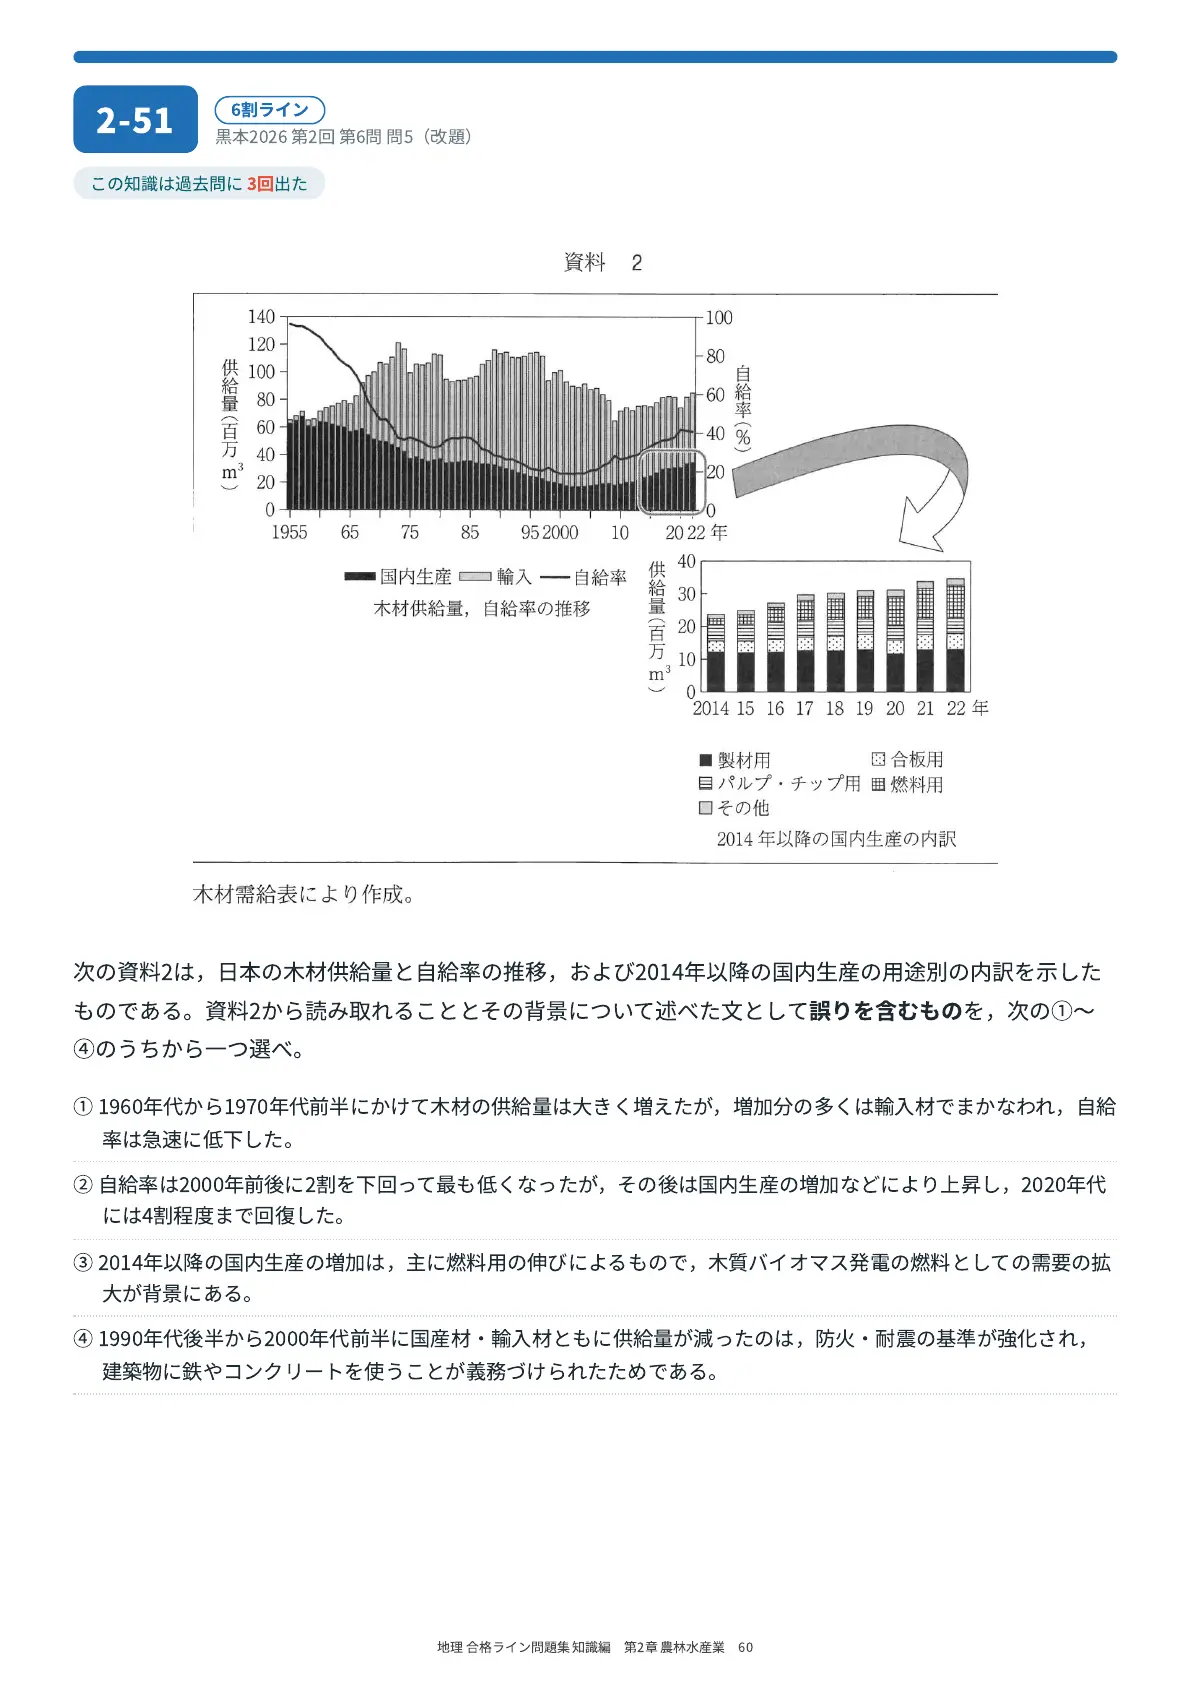 2-51
6割ライン
黒本2026 第2回 第6問 問5（改題）
この知識は過去問に 3回出た
資料 2
140
120
100
80
60
40
20
0
供給量（百万m³）
100
80
60
40
20
0
自給率（％）
1955 65 75 85 95 2000 10 20 22 年
国内生産 輸入 自給率
木材供給量，自給率の推移
40
30
20
10
0
供給量（百万m³）
2014 15 16 17 18 19 20 21 22 年
製材用 合板用
パルプ・チップ用 燃料用
その他
2014 年以降の国内生産の内訳
木材需給表により作成。
次の資料2は，日本の木材供給量と自給率の推移，および2014年以降の国内生産の用途別の内訳を示した
ものである。資料2から読み取れることとその背景について述べた文として誤りを含むものを，次の①～
④のうちから一つ選べ。
① 1960年代から1970年代前半にかけて木材の供給量は大きく増えたが，増加分の多くは輸入材でまかなわれ，自給
率は急速に低下した。
② 自給率は2000年前後に2割を下回って最も低くなったが，その後は国内生産の増加などにより上昇し，2020年代
には4割程度まで回復した。
③ 2014年以降の国内生産の増加は，主に燃料用の伸びによるもので，木質バイオマス発電の燃料としての需要の拡
大が背景にある。
④ 1990年代後半から2000年代前半に国産材・輸入材ともに供給量が減ったのは，防火・耐震の基準が強化され，
建築物に鉄やコンクリートを使うことが義務づけられたためである。
地理 合格ライン問題集 知識編 第2章 農林水産業 60